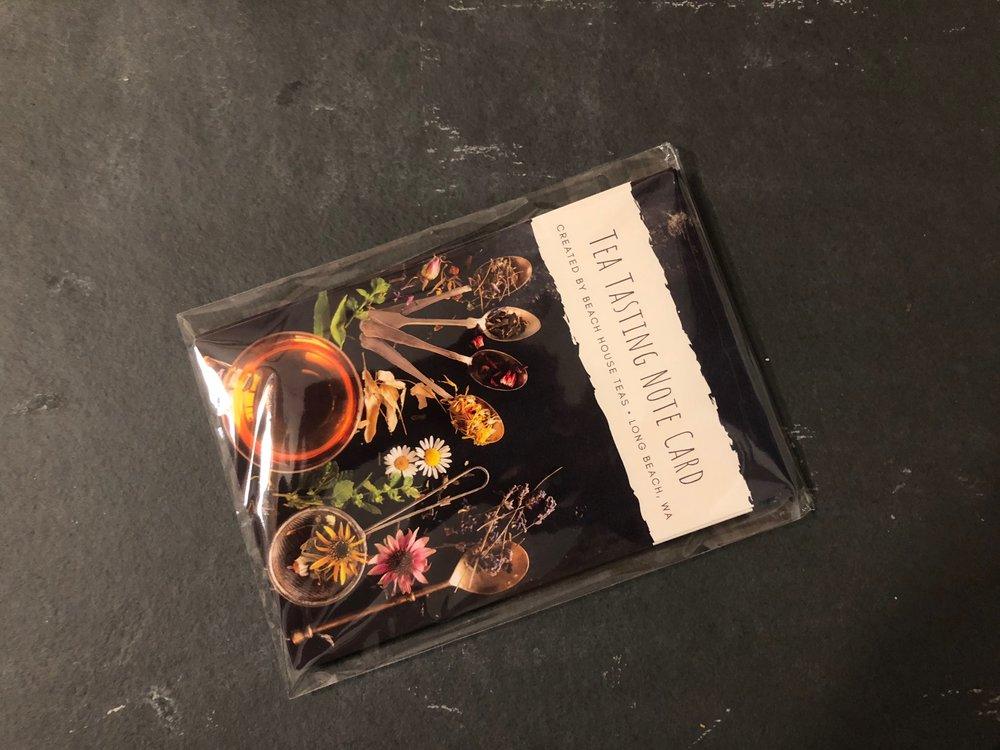 TEA TASTING NOTE CARD
CREATED BY BEACH HOUSE TEAS • LONG BEACH, WA